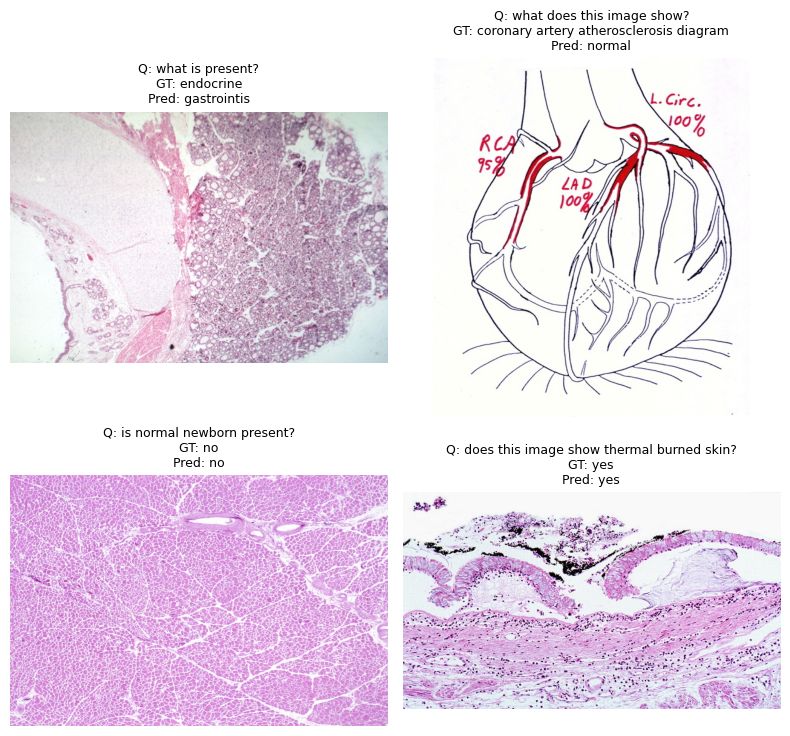 Q: what is present?
GT: endocrine
Pred: gastrointis
Q: what does this image show?
GT: coronary artery atherosclerosis diagram
Pred: normal
L. Circ.
100%
RCA
95%
LAD
100%
Q: is normal newborn present?
GT: no
Pred: no
Q: does this image show thermal burned skin?
GT: yes
Pred: yes